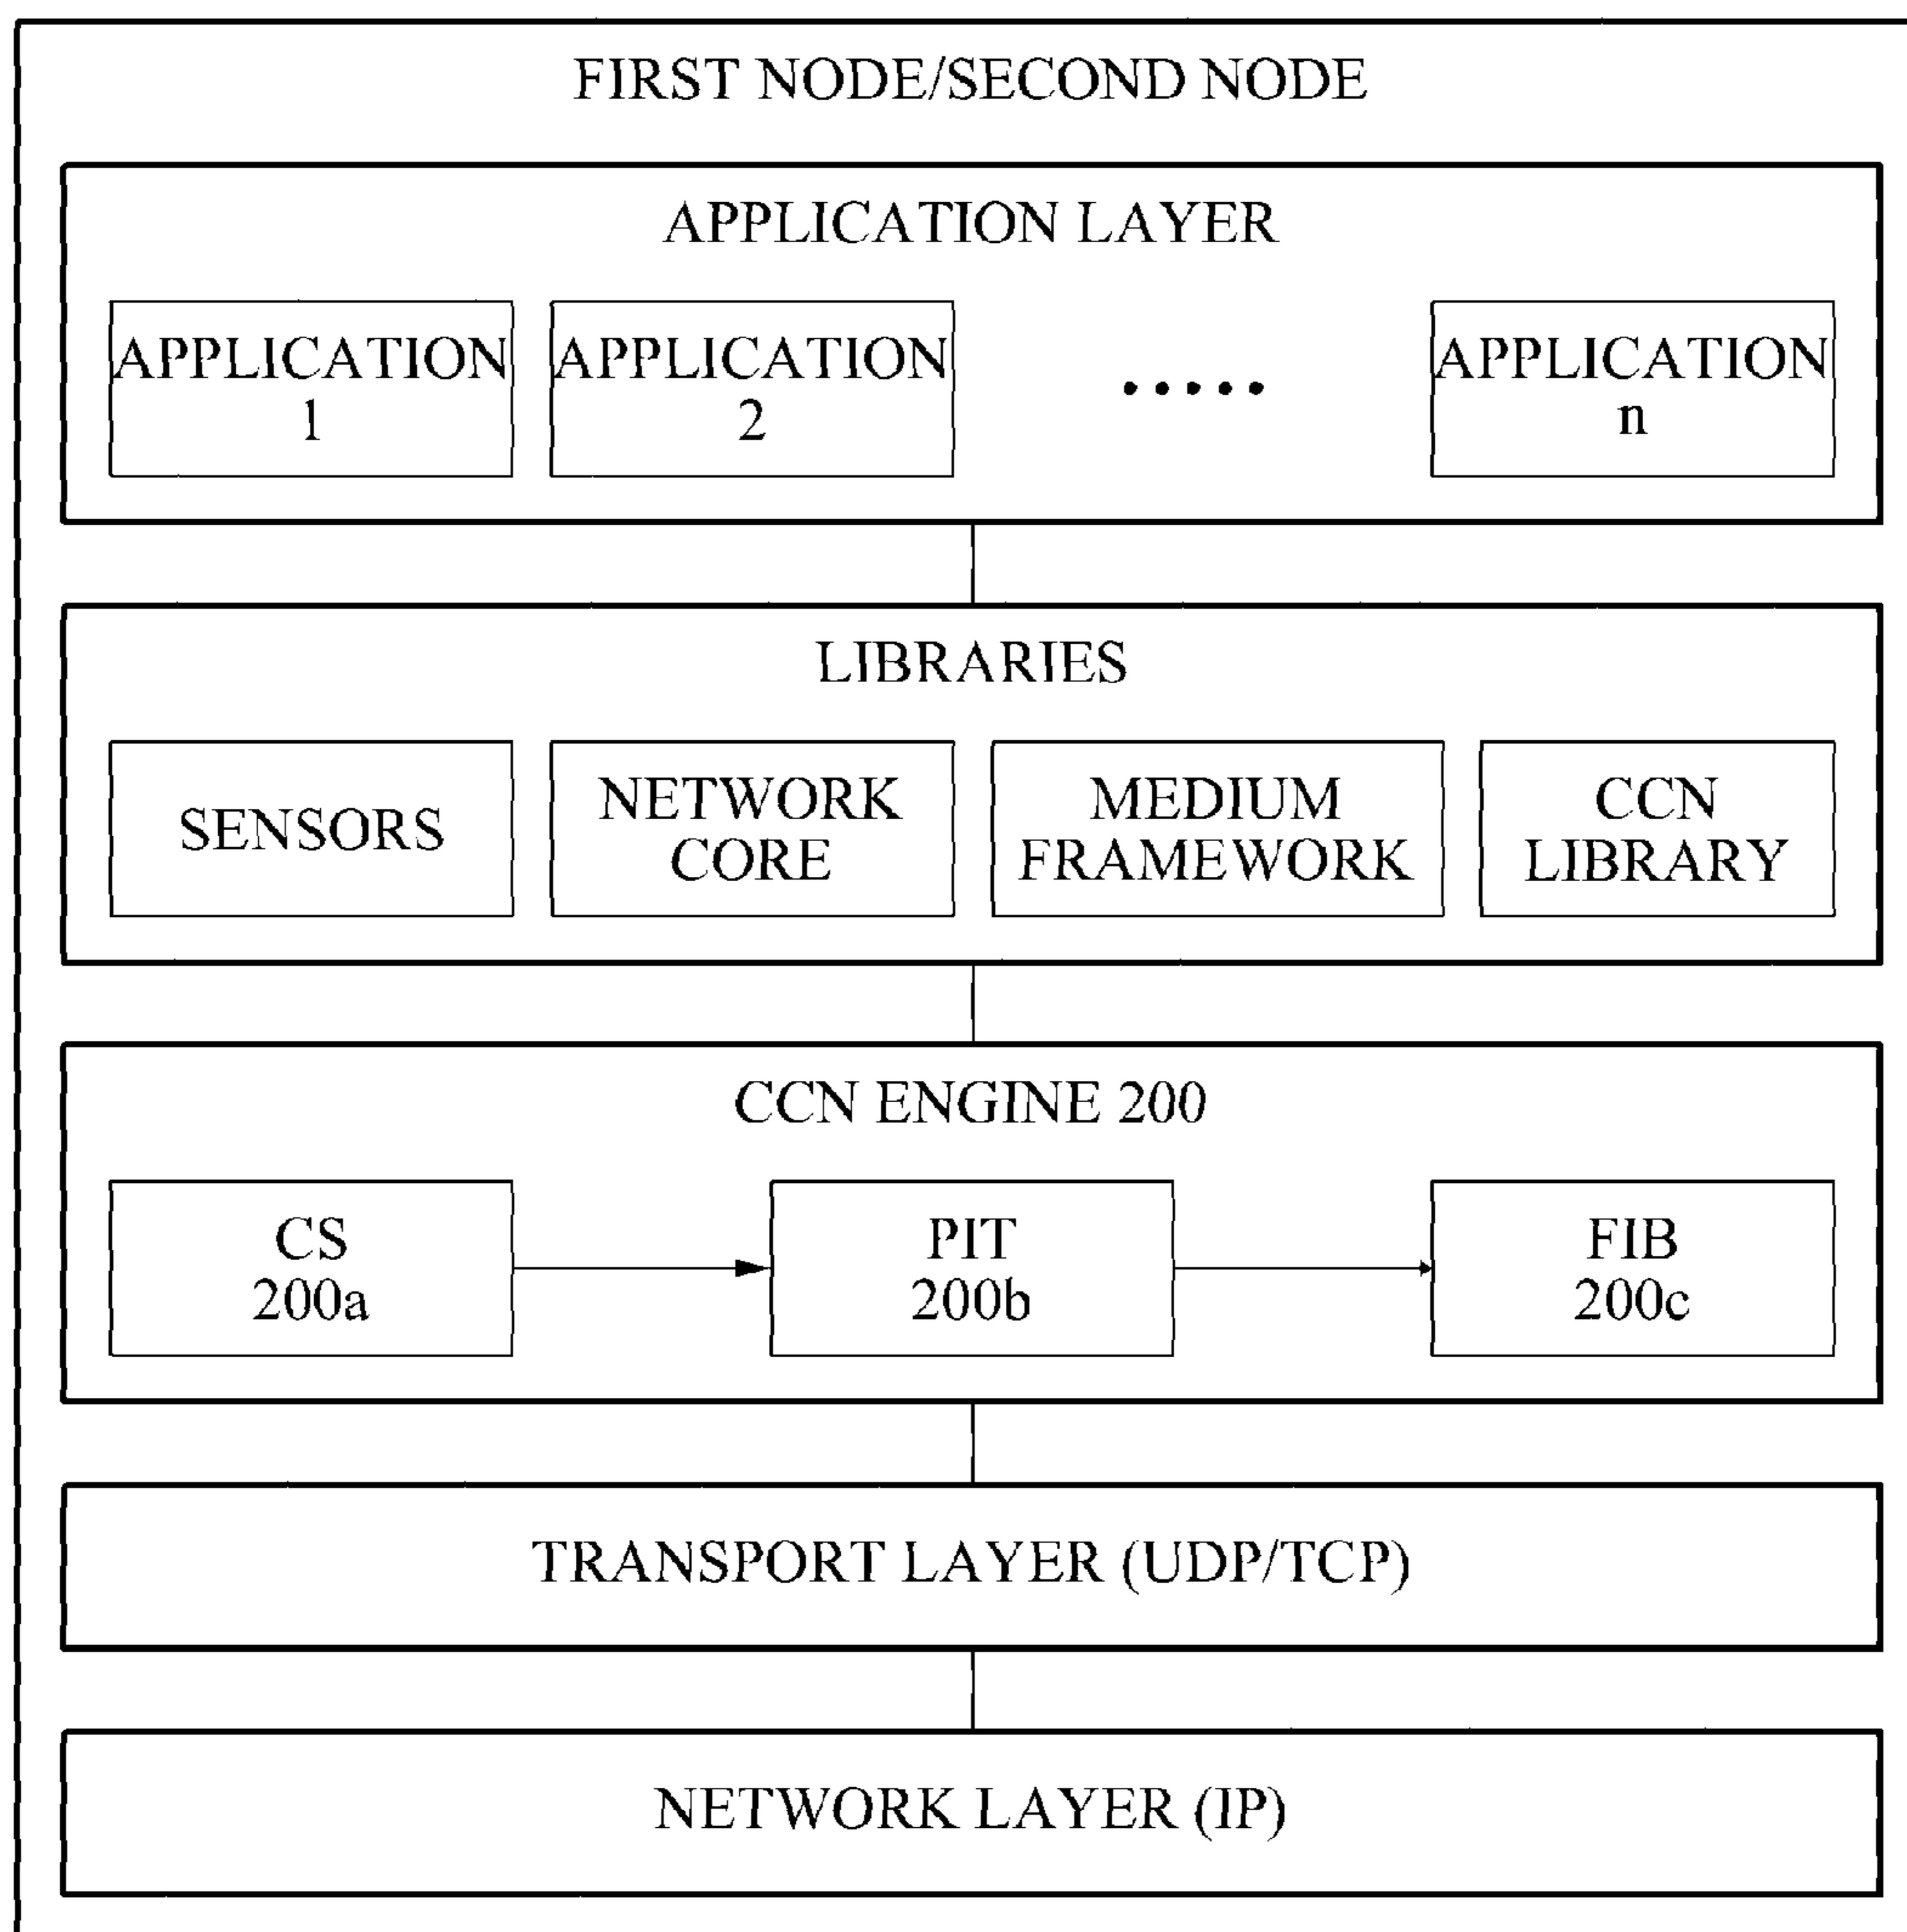 FIRST NODE/SECOND NODE
APPLICATION LAYER
APPLICATION
1
APPLICATION
2
.....
APPLICATION
n
LIBRARIES
SENSORS
NETWORK
CORE
MEDIUM
FRAMEWORK
CCN
LIBRARY
CCN ENGINE 200
CS
200a
PIT
200b
FIB
200c
TRANSPORT LAYER (UDP/TCP)
NETWORK LAYER (IP)